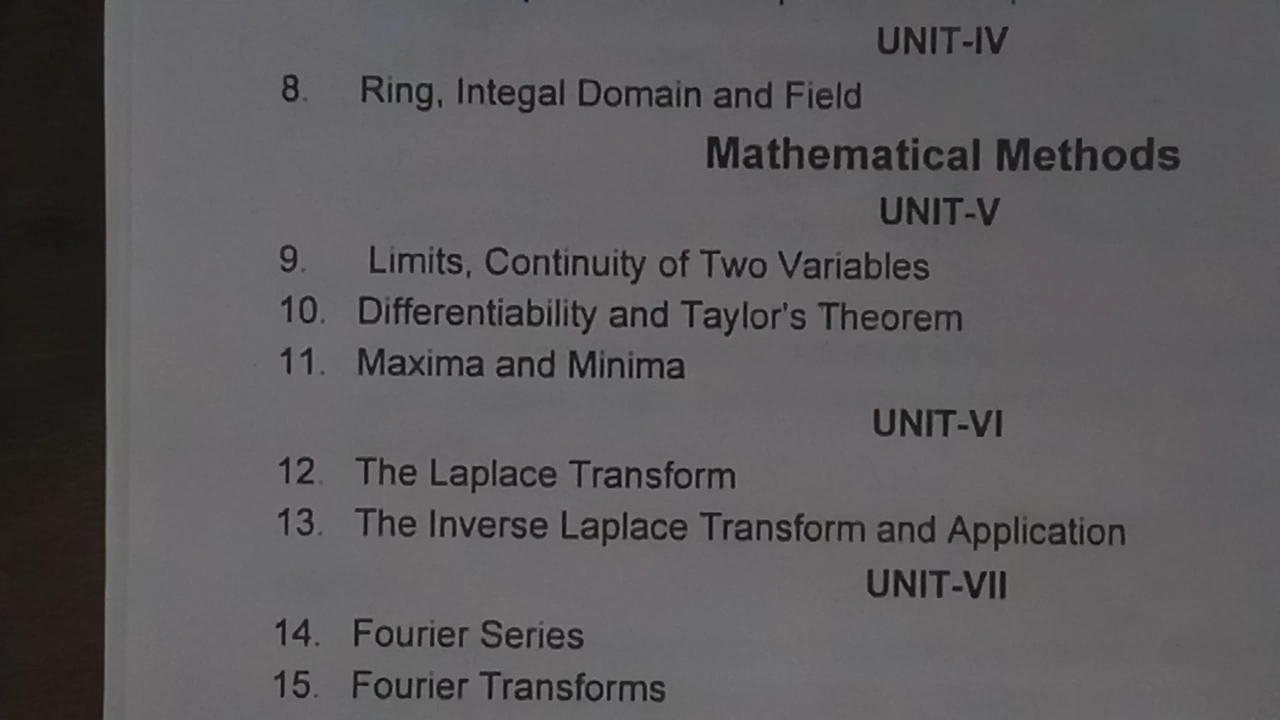 UNIT-IV
8. Ring, Integal Domain and Field
Mathematical Methods
UNIT-V
9. Limits, Continuity of Two Variables
10. Differentiability and Taylor's Theorem
11. Maxima and Minima
UNIT-VI
12. The Laplace Transform
13. The Inverse Laplace Transform and Application
UNIT-VII
14. Fourier Series
15. Fourier Transforms